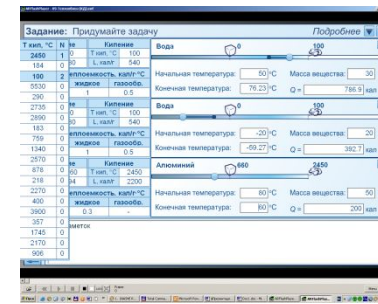 Задание: Придумайте задачу Подробнее
T кип, °C N
2450 1
184 0
100 2
5530 0
290 0
2735 0
2890 0
183 0
759 0
1340 0
2570 0
878 0
218 0
2270 0
400 0
3900 0
357 0
1745 0
2170 0
906 0
Кипение
T кип. °C 100
L, кал/г 540
еплоемкость, кал/г·°C
жидкое газообр.
1 0.5
Кипение
T кип. °C 100
L, кал/г 540
еплоемкость, кал/г·°C
жидкое газообр.
1 0.5
Кипение
T кип. °C 2450
L, кал/г 2200
еплоемкость, кал/г·°C
жидкое газообр.
0.3 -
меток
Вода 0 100
Начальная температура: 50 °C Масса вещества: 30
Конечная температура: 76.23 °C Q = 786.9 кал
Вода 0 100
Начальная температура: -20 °C Масса вещества: 20
Конечная температура: -59.27 °C Q = 392.7 кал
Алюминий 660 2450
Начальная температура: 80 °C Масса вещества: 50
Конечная температура: 60 °C Q = 200 кал